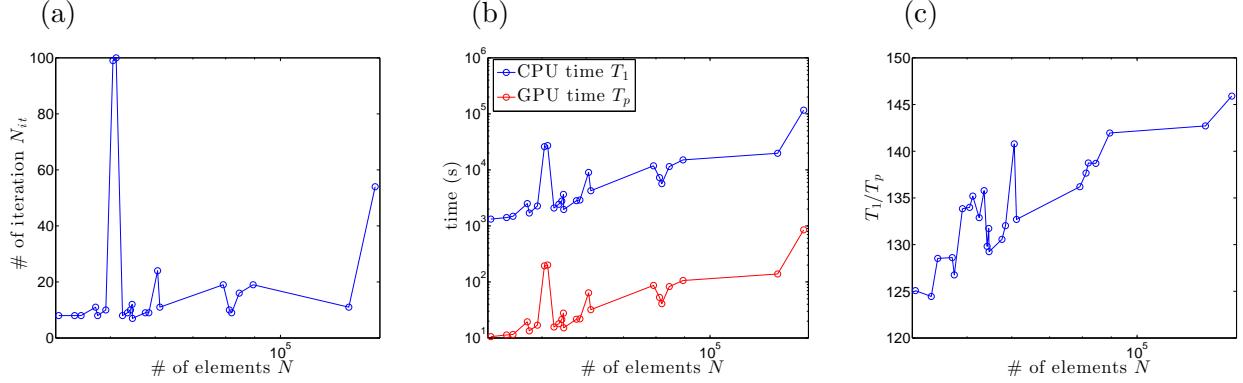 (a)
100
80
60
40
20
0
# of iteration N_{it}
10^5
# of elements N
(b)
10^6
10^5
10^4
10^3
10^2
10^1
time (s)
CPU time T_1
GPU time T_p
10^5
# of elements N
(c)
150
145
140
135
130
125
120
T_1/T_p
10^5
# of elements N